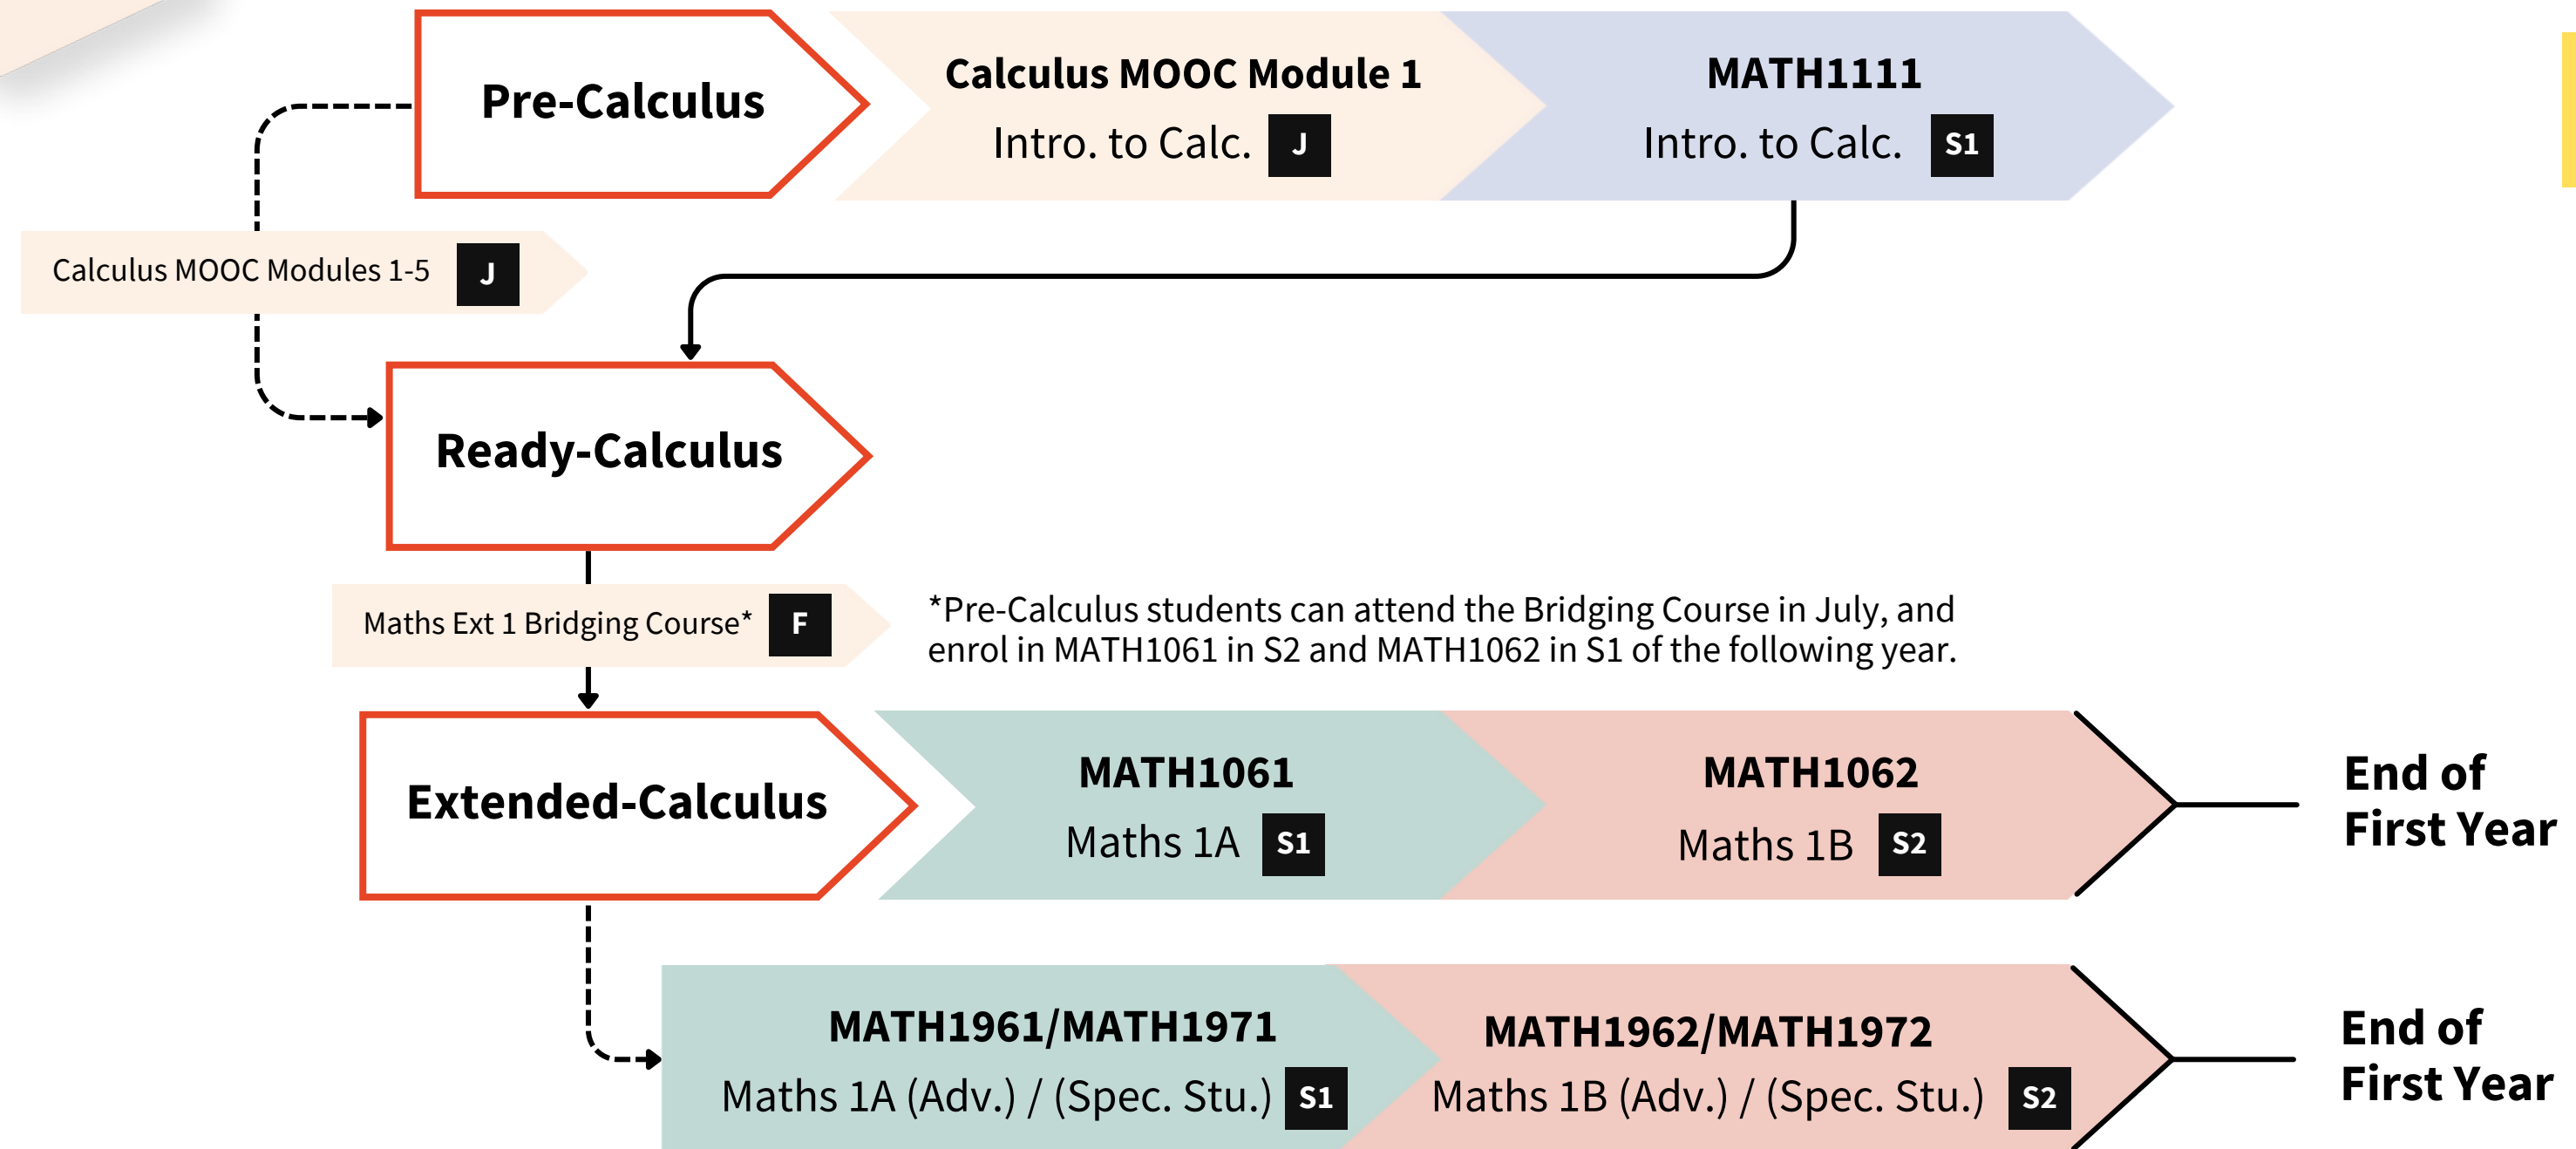 Pre-Calculus
Calculus MOOC Module 1
Intro. to Calc. J
MATH1111
Intro. to Calc. S1
Calculus MOOC Modules 1-5 J
Ready-Calculus
Maths Ext 1 Bridging Course* F
*Pre-Calculus students can attend the Bridging Course in July, and
enrol in MATH1061 in S2 and MATH1062 in S1 of the following year.
Extended-Calculus
MATH1061
Maths 1A S1
MATH1062
Maths 1B S2
End of
First Year
MATH1961/MATH1971
Maths 1A (Adv.) / (Spec. Stu.) S1
MATH1962/MATH1972
Maths 1B (Adv.) / (Spec. Stu.) S2
End of
First Year